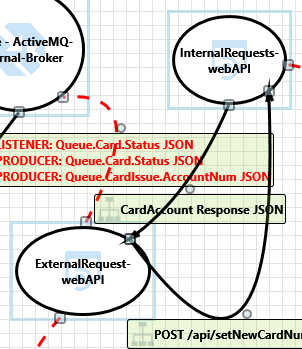 - ActiveMQ-
rnal-Broker
InternalRequests-
webAPI
LISTENER: Queue.Card.Status JSON
PRODUCER: Queue.Card.Status JSON
PRODUCER: Queue.CardIssue.AccountNum JSON
CardAccount Response JSON
ExternalRequest-
webAPI
POST /api/setNewCardNum